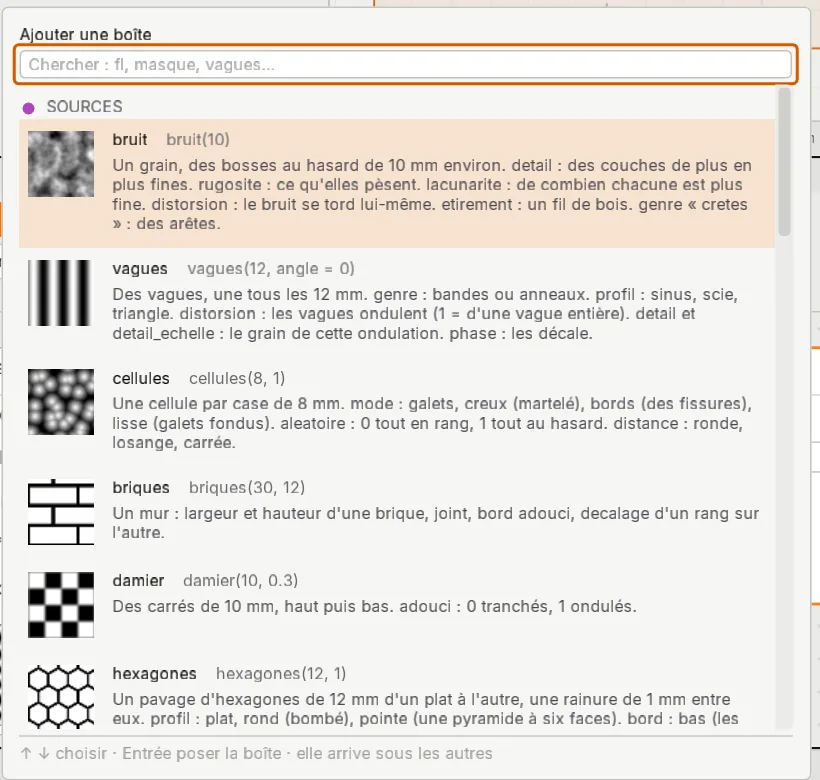 Ajouter une boîte
Chercher : fl, masque, vagues...
SOURCES
bruit bruit(10)
Un grain, des bosses au hasard de 10 mm environ. detail : des couches de plus en
plus fines. rugosite : ce qu'elles pèsent. lacunarite : de combien chacune est plus
fine. distorsion : le bruit se tord lui-même. etirement : un fil de bois. genre « cretes
» : des arêtes.
vagues vagues(12, angle = 0)
Des vagues, une tous les 12 mm. genre : bandes ou anneaux. profil : sinus, scie,
triangle. distorsion : les vagues ondulent (1 = d'une vague entière). detail et
detail_echelle : le grain de cette ondulation. phase : les décale.
cellules cellules(8, 1)
Une cellule par case de 8 mm. mode : galets, creux (martelé), bords (des fissures),
lisse (galets fondus). aleatoire : 0 tout en rang, 1 tout au hasard. distance : ronde,
losange, carrée.
briques briques(30, 12)
Un mur : largeur et hauteur d'une brique, joint, bord adouci, decalage d'un rang sur
l'autre.
damier damier(10, 0.3)
Des carrés de 10 mm, haut puis bas. adouci : 0 tranchés, 1 ondulés.
hexagones hexagones(12, 1)
Un pavage d'hexagones de 12 mm d'un plat à l'autre, une rainure de 1 mm entre
eux. profil : plat, rond (bombé), pointe (une pyramide à six faces). bord : bas (les
↑ ↓ choisir · Entrée poser la boîte · elle arrive sous les autres